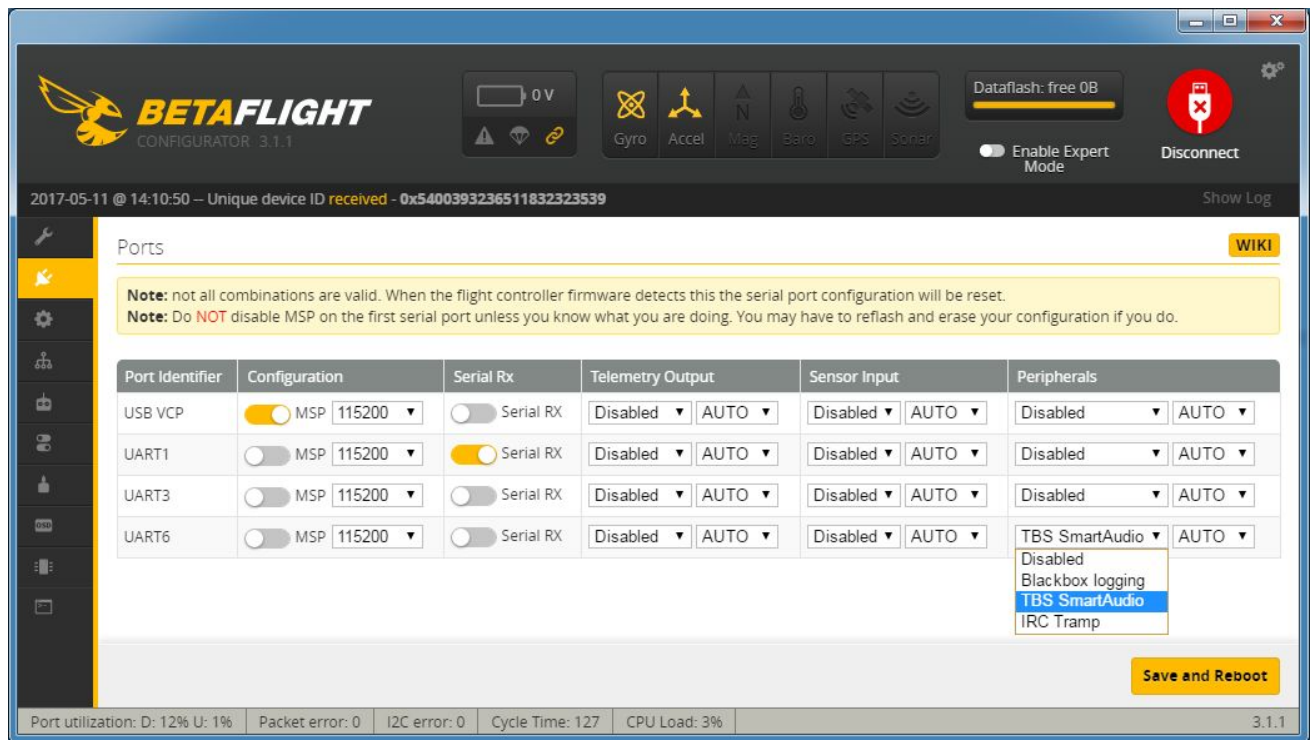 BETAFLIGHT
CONFIGURATOR 3.1.1
0 V
Gyro Accel Mag Baro GPS Sonar
Dataflash: free 0B
Enable Expert Mode
Disconnect
2017-05-11 @ 14:10:50 -- Unique device ID received - 0x5400393236511832323539
Show Log
Ports
WIKI
Note: not all combinations are valid. When the flight controller firmware detects this the serial port configuration will be reset.
Note: Do NOT disable MSP on the first serial port unless you know what you are doing. You may have to reflash and erase your configuration if you do.
Port Identifier Configuration Serial Rx Telemetry Output Sensor Input Peripherals
USB VCP MSP 115200 Serial RX Disabled AUTO Disabled AUTO Disabled AUTO
UART1 MSP 115200 Serial RX Disabled AUTO Disabled AUTO Disabled AUTO
UART3 MSP 115200 Serial RX Disabled AUTO Disabled AUTO Disabled AUTO
UART6 MSP 115200 Serial RX Disabled AUTO Disabled AUTO TBS SmartAudio AUTO
Disabled
Blackbox logging
TBS SmartAudio
IRC Tramp
OSD
Save and Reboot
Port utilization: D: 12% U: 1% Packet error: 0 I2C error: 0 Cycle Time: 127 CPU Load: 3% 3.1.1